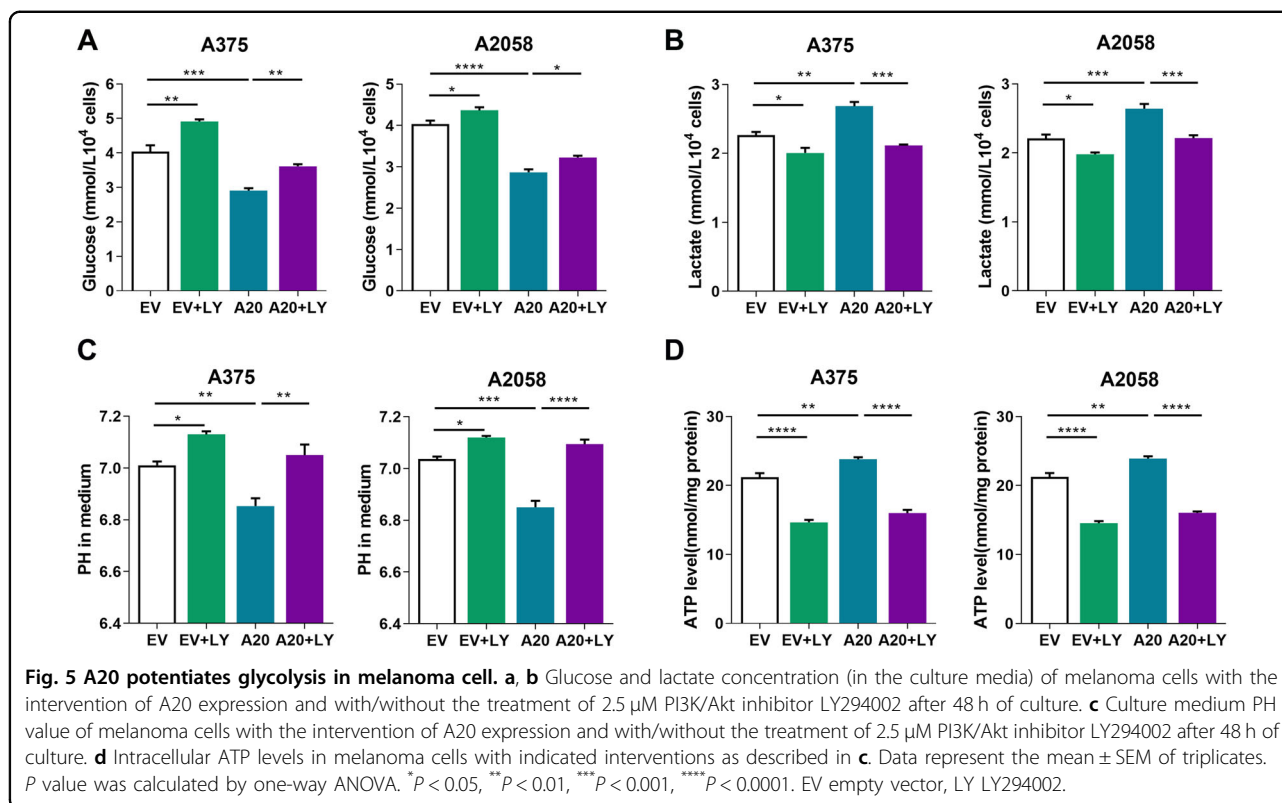 A
A375
Glucose (mmol/L10⁴ cells)
6
5
4
3
2
1
0
***
**
**
EV EV+LY A20 A20+LY
A2058
Glucose (mmol/L10⁴ cells)
5
4
3
2
1
0
****
*
*
EV EV+LY A20 A20+LY
B
A375
Lactate (mmol/L10⁴ cells)
3
2
1
0
**
***
*
EV EV+LY A20 A20+LY
A2058
Lactate (mmol/L10⁴ cells)
3
2
1
0
***
***
*
EV EV+LY A20 A20+LY
C
A375
PH in medium
7.2
7.0
6.8
6.6
6.4
**
**
*
EV EV+LY A20 A20+LY
A2058
PH in medium
7.2
7.0
6.8
6.6
6.4
***
****
*
EV EV+LY A20 A20+LY
D
A375
ATP level(nmol/mg protein)
30
20
10
0
**
****
****
EV EV+LY A20 A20+LY
A2058
ATP level(nmol/mg protein)
30
20
10
0
**
****
****
EV EV+LY A20 A20+LY
Fig. 5 A20 potentiates glycolysis in melanoma cell. a, b Glucose and lactate concentration (in the culture media) of melanoma cells with the
intervention of A20 expression and with/without the treatment of 2.5 µM PI3K/Akt inhibitor LY294002 after 48 h of culture. c Culture medium PH
value of melanoma cells with the intervention of A20 expression and with/without the treatment of 2.5 µM PI3K/Akt inhibitor LY294002 after 48 h of
culture. d Intracellular ATP levels in melanoma cells with indicated interventions as described in c. Data represent the mean ± SEM of triplicates.
P value was calculated by one-way ANOVA. *P < 0.05, **P < 0.01, ***P < 0.001, ****P < 0.0001. EV empty vector, LY LY294002.